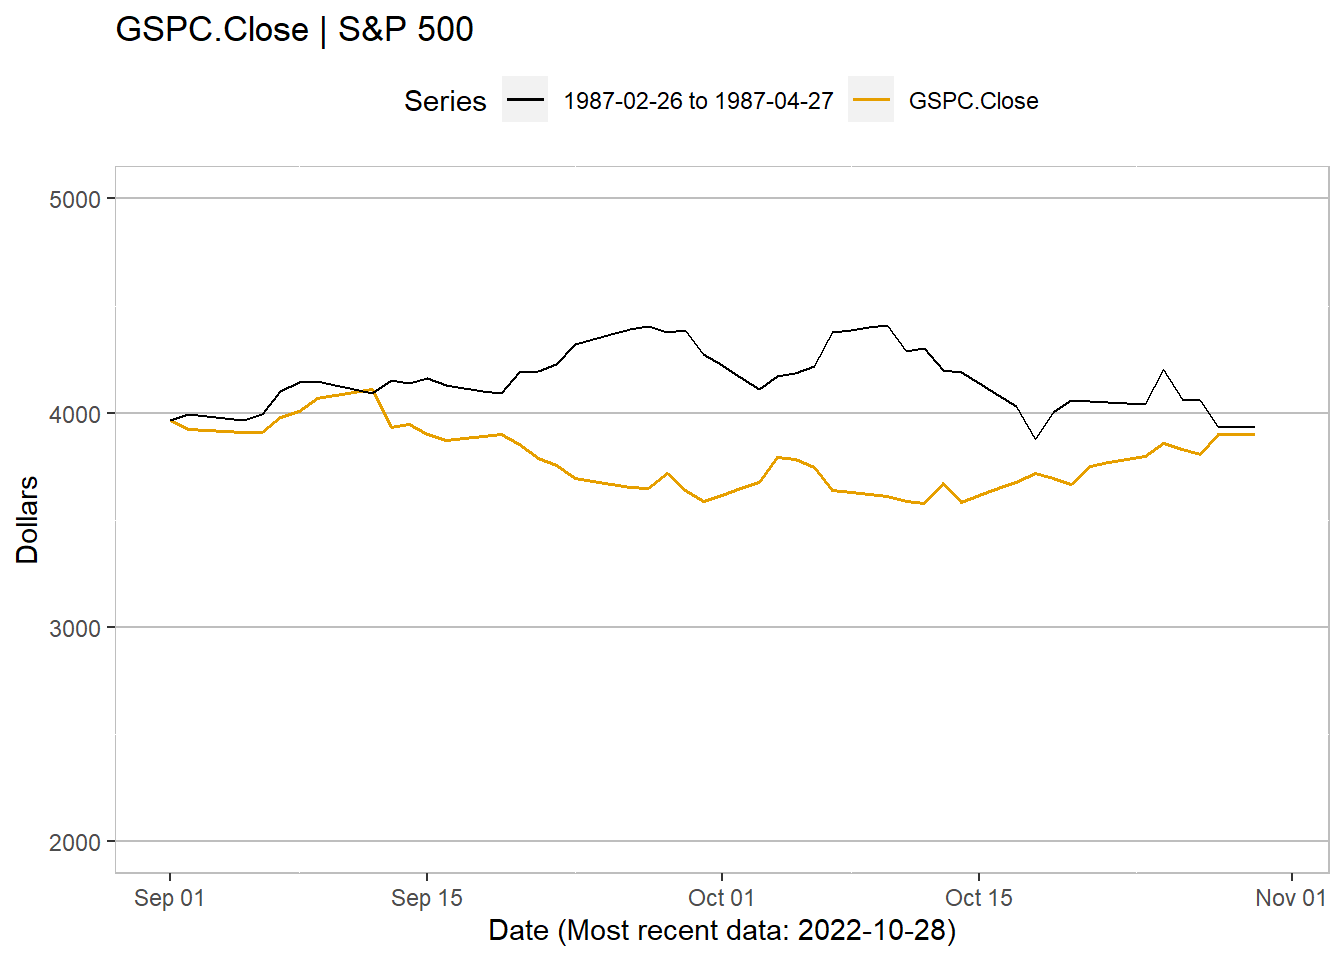 GSPC.Close | S&P 500
Series 1987-02-26 to 1987-04-27 GSPC.Close
5000
4000
3000
2000
Dollars
Sep 01 Sep 15 Oct 01 Oct 15 Nov 01
Date (Most recent data: 2022-10-28)